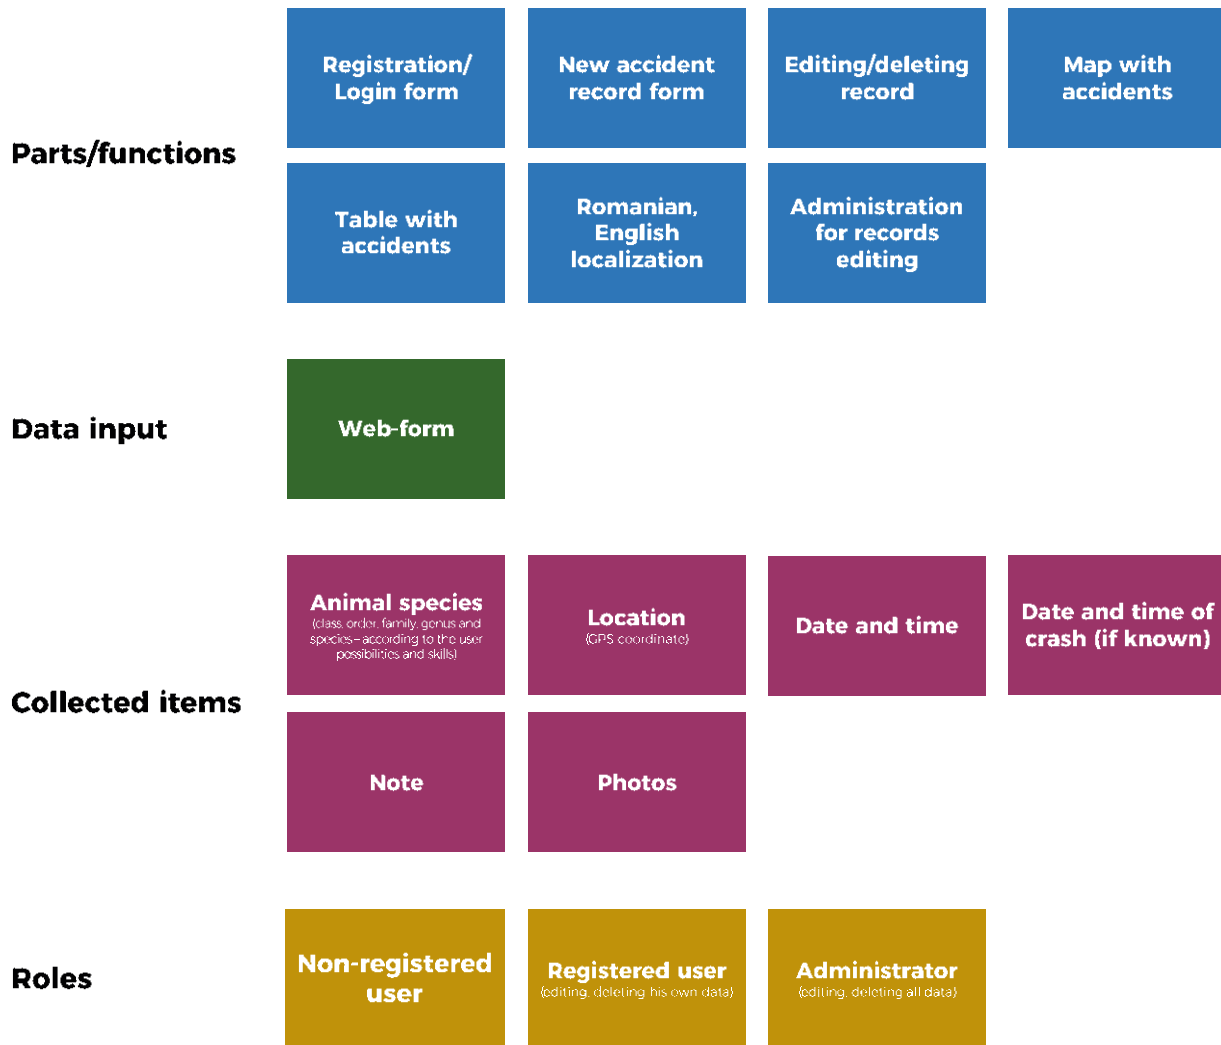 Parts/functions
Registration/
Login form
New accident
record form
Editing/deleting
record
Map with
accidents
Table with
accidents
Romanian,
English
localization
Administration
for records
editing
Data input
Web-form
Collected items
Animal species
(class, order, family, genus and
species – according to the user
possibilities and skills)
Location
(GPS coordinate)
Date and time
Date and time of
crash (if known)
Note
Photos
Roles
Non-registered
user
Registered user
(editing, deleting his own data)
Administrator
(editing, deleting all data)